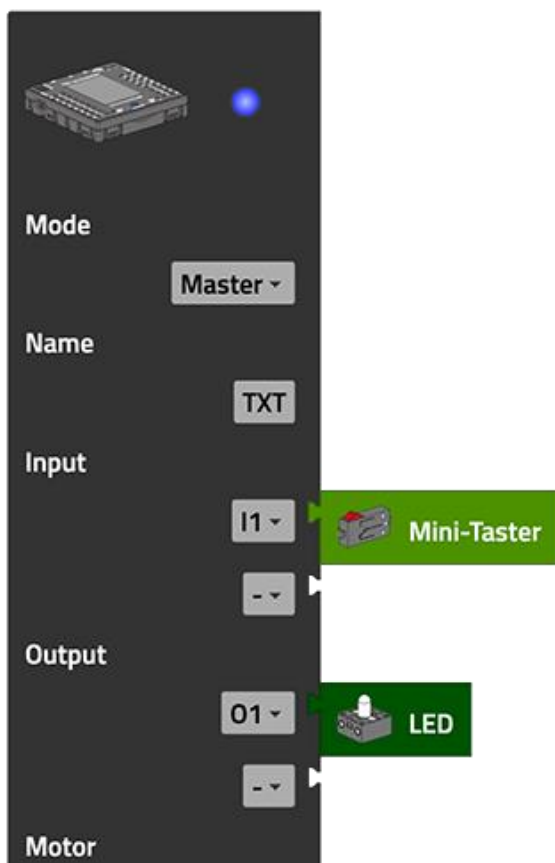 Mode
Master
Name
TXT
Input
I1
Mini-Taster
-
Output
O1
LED
-
Motor